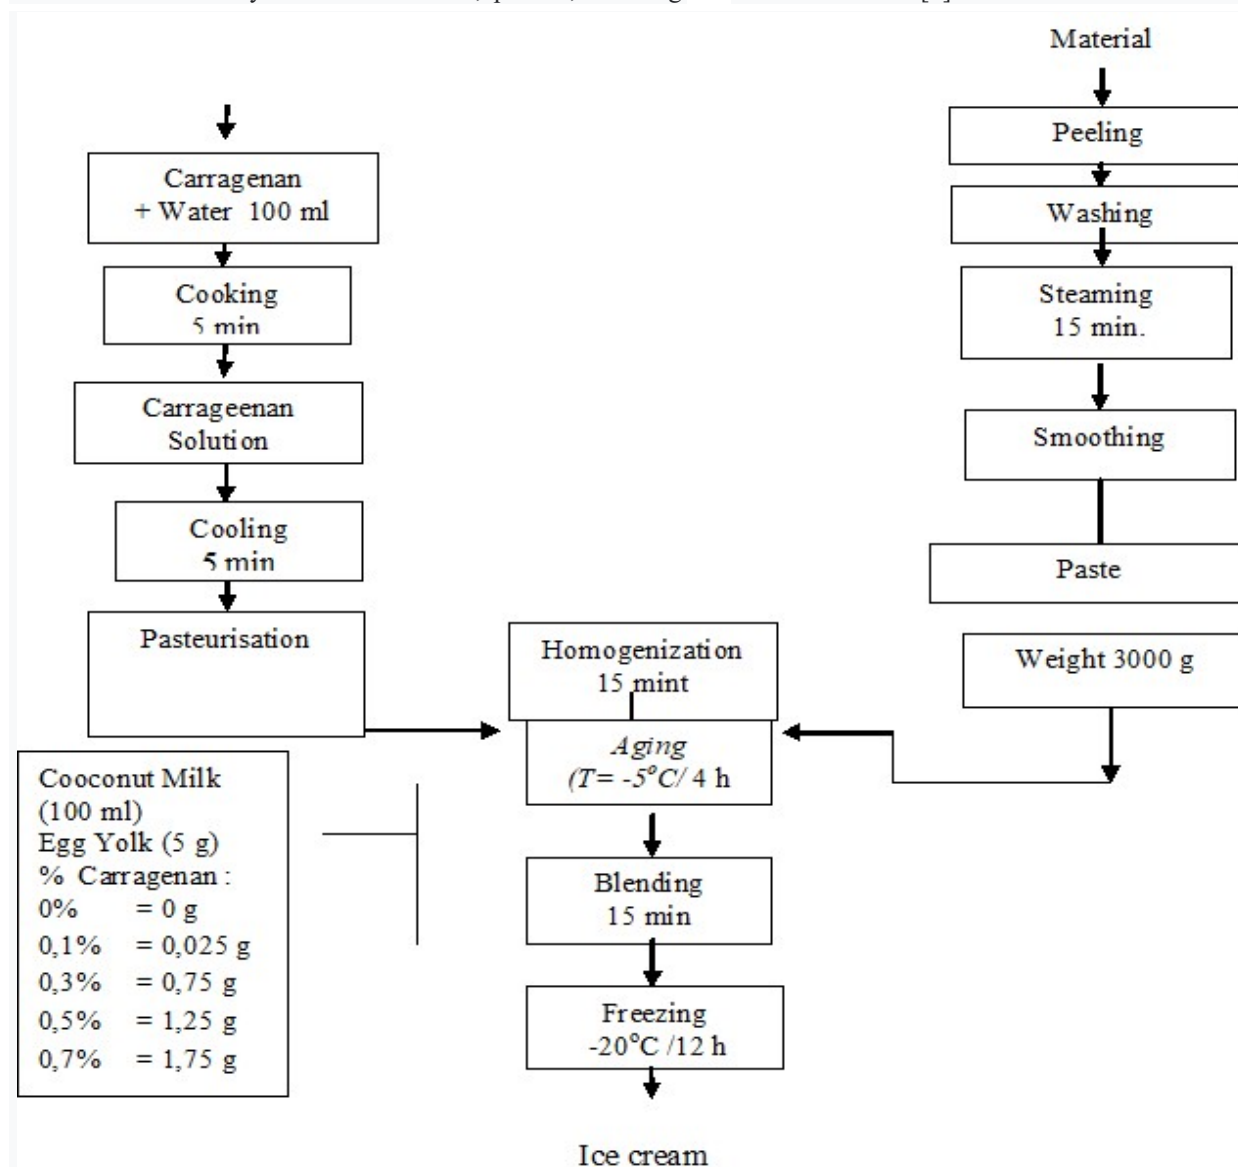 Material
Peeling
Washing
Steaming
15 min.
Smoothing
Paste
Weight 3000 g
Carragenan
+ Water 100 ml
Cooking
5 min
Carrageenan
Solution
Cooling
5 min
Pasteurisation
Homogenization
15 mint
Aging
(T= -5°C/ 4 h
Blending
15 min
Freezing
-20°C /12 h
Ice cream
Cooconut Milk
(100 ml)
Egg Yolk (5 g)
% Carragenan :
0% = 0 g
0,1% = 0,025 g
0,3% = 0,75 g
0,5% = 1,25 g
0,7% = 1,75 g